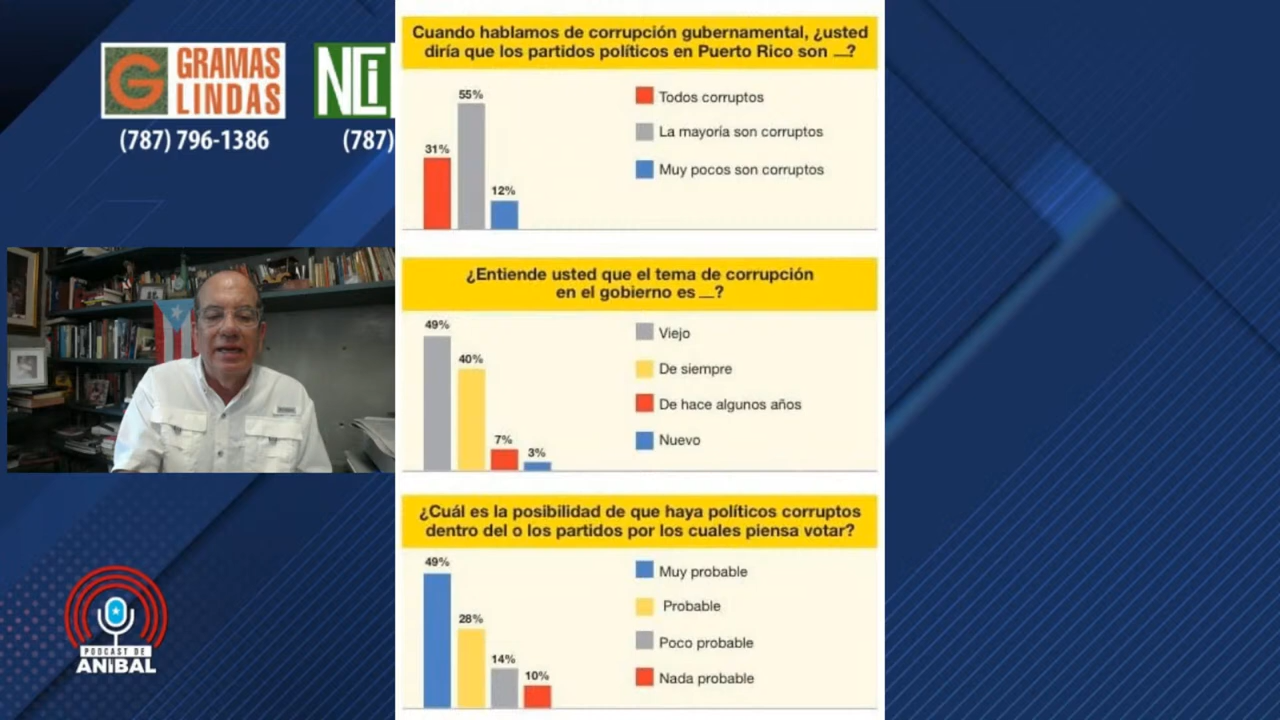 GRAMAS
LINDAS
(787) 796-1386
NCi
(787)
Cuando hablamos de corrupción gubernamental, ¿usted
diría que los partidos políticos en Puerto Rico son __?
55%
31%
12%
Todos corruptos
La mayoría son corruptos
Muy pocos son corruptos
¿Entiende usted que el tema de corrupción
en el gobierno es __?
49%
40%
7%
3%
Viejo
De siempre
De hace algunos años
Nuevo
¿Cuál es la posibilidad de que haya políticos corruptos
dentro del o los partidos por los cuales piensa votar?
49%
28%
14%
10%
Muy probable
Probable
Poco probable
Nada probable
PODCAST DE
ANÍBAL